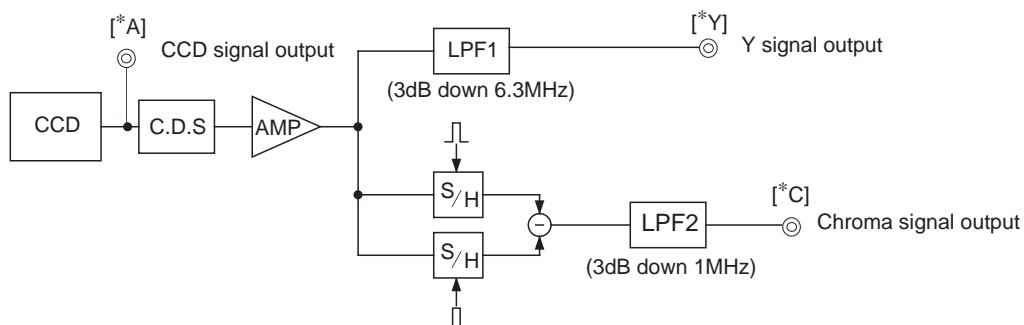 [*A]
CCD signal output
[*Y]
Y signal output
LPF1
(3dB down 6.3MHz)
CCD
C.D.S
AMP
S/H
[*C]
Chroma signal output
LPF2
(3dB down 1MHz)
S/H